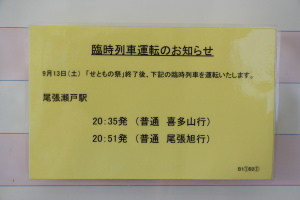 臨時列車運転のお知らせ
9月13日（土）「せともの祭」終了後、下記の臨時列車を運転いたします。
尾張瀬戸駅
20:35発 （普通 喜多山行）
20:51発 （普通 尾張旭行）